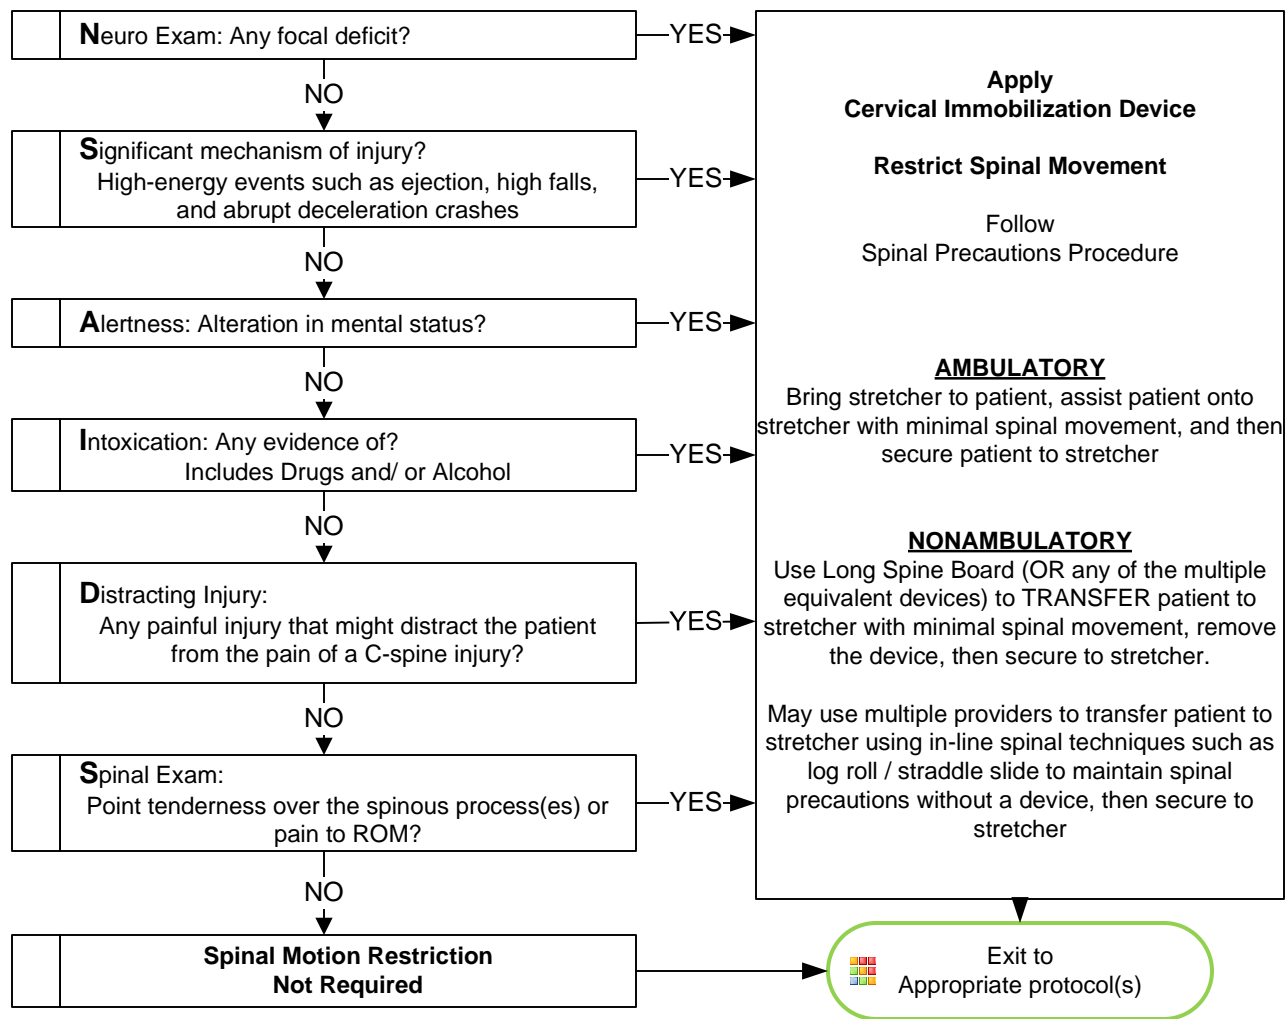 Neuro Exam: Any focal deficit?
YES
NO
Significant mechanism of injury?
High-energy events such as ejection, high falls,
and abrupt deceleration crashes
YES
NO
Alertness: Alteration in mental status?
YES
NO
Intoxication: Any evidence of?
Includes Drugs and/ or Alcohol
YES
NO
Distracting Injury:
Any painful injury that might distract the patient
from the pain of a C-spine injury?
YES
NO
Spinal Exam:
Point tenderness over the spinous process(es) or
pain to ROM?
YES
NO
Spinal Motion Restriction
Not Required
Apply
Cervical Immobilization Device
Restrict Spinal Movement
Follow
Spinal Precautions Procedure
AMBULATORY
Bring stretcher to patient, assist patient onto
stretcher with minimal spinal movement, and then
secure patient to stretcher
NONAMBULATORY
Use Long Spine Board (OR any of the multiple
equivalent devices) to TRANSFER patient to
stretcher with minimal spinal movement, remove
the device, then secure to stretcher.
May use multiple providers to transfer patient to
stretcher using in-line spinal techniques such as
log roll / straddle slide to maintain spinal
precautions without a device, then secure to
stretcher
Exit to
Appropriate protocol(s)